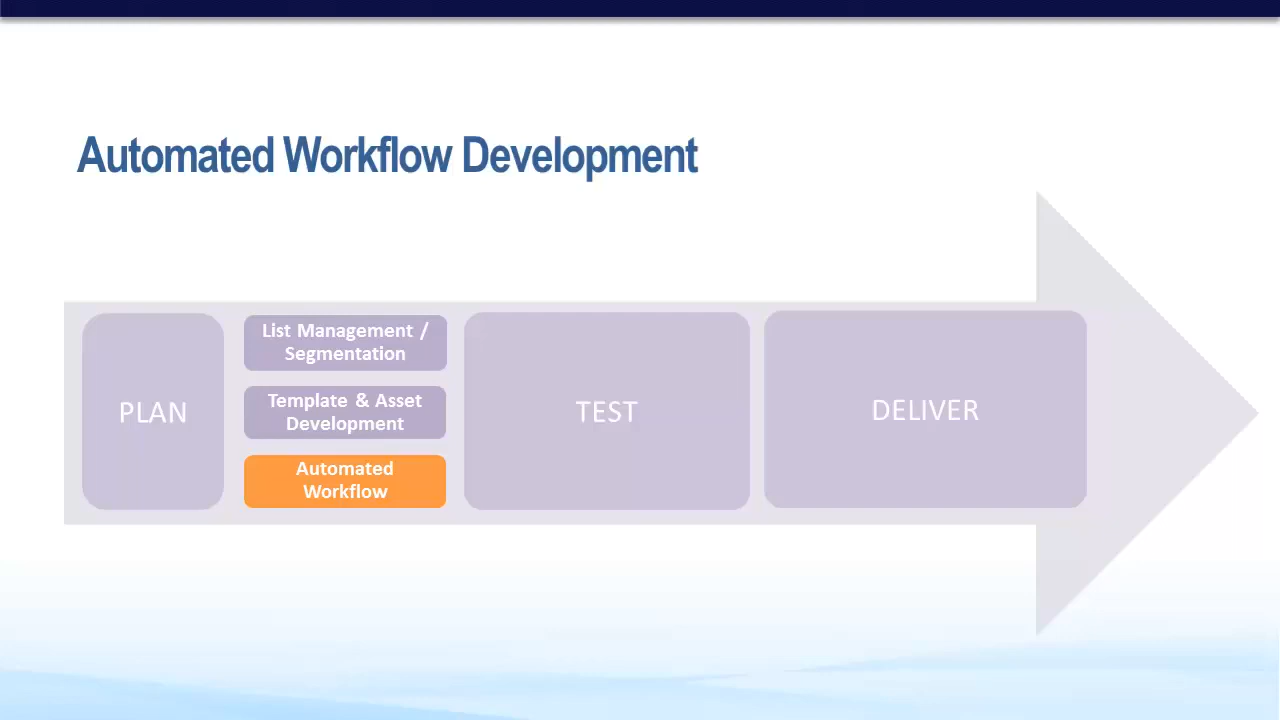 Automated Workflow Development
PLAN
List Management /
Segmentation
Template & Asset
Development
Automated
Workflow
TEST
DELIVER